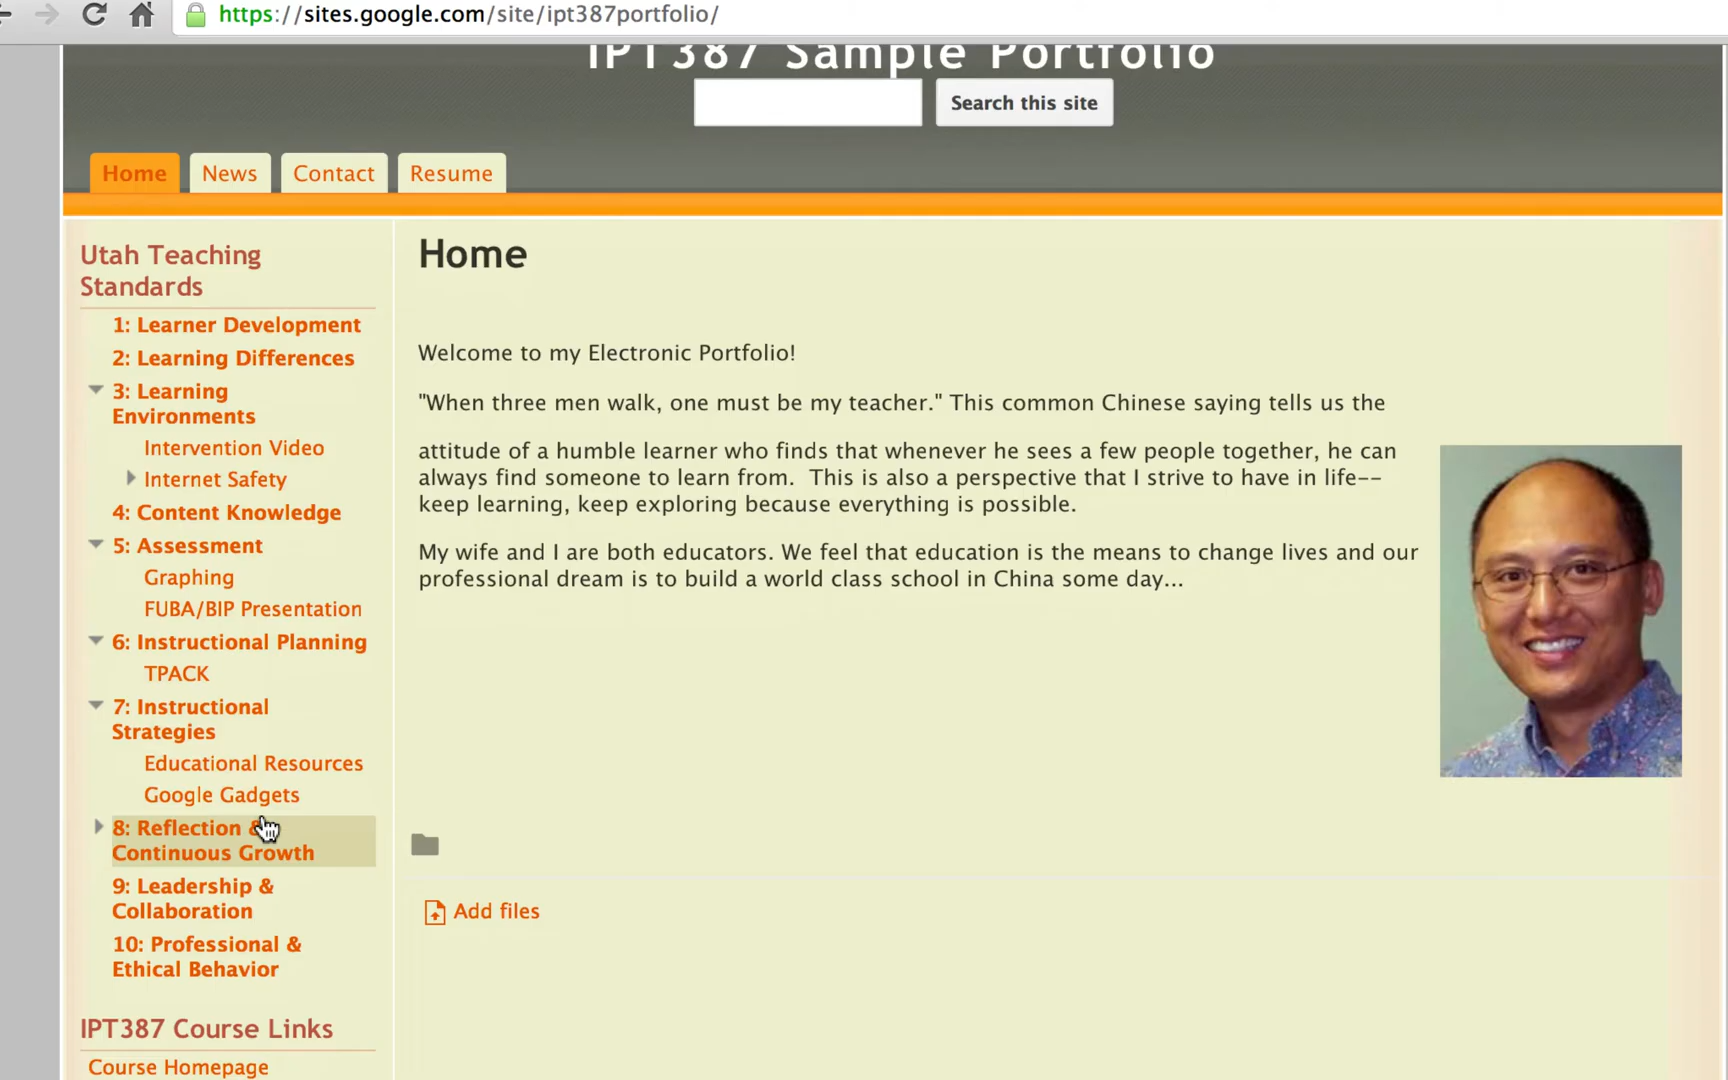 https://sites.google.com/site/ipt387portfolio/
IPT387 Sample Portfolio
Search this site
Home
News
Contact
Resume
Utah Teaching
Standards
1: Learner Development
2: Learning Differences
3: Learning
Environments
Intervention Video
Internet Safety
4: Content Knowledge
5: Assessment
Graphing
FUBA/BIP Presentation
6: Instructional Planning
TPACK
7: Instructional
Strategies
Educational Resources
Google Gadgets
8: Reflection &
Continuous Growth
9: Leadership &
Collaboration
10: Professional &
Ethical Behavior
IPT387 Course Links
Course Homepage
Home
Welcome to my Electronic Portfolio!
"When three men walk, one must be my teacher." This common Chinese saying tells us the
attitude of a humble learner who finds that whenever he sees a few people together, he can
always find someone to learn from.  This is also a perspective that I strive to have in life--
keep learning, keep exploring because everything is possible.
My wife and I are both educators. We feel that education is the means to change lives and our
professional dream is to build a world class school in China some day...
Add files